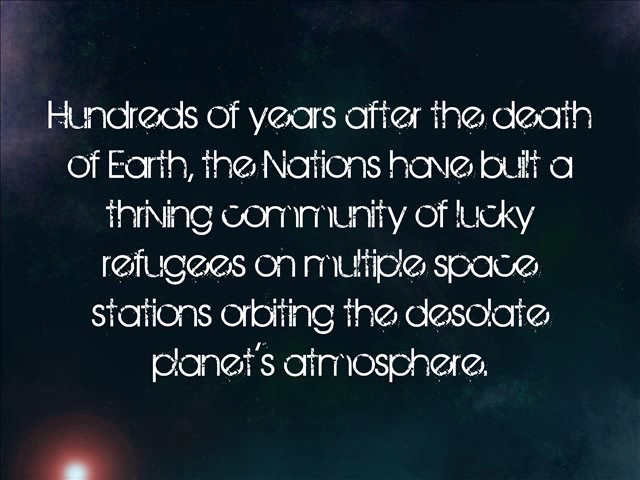 Hundreds of years after the death
of Earth, the Nations have built a
thriving community of lucky
refugees on multiple space
stations orbiting the desolate
planet's atmosphere.